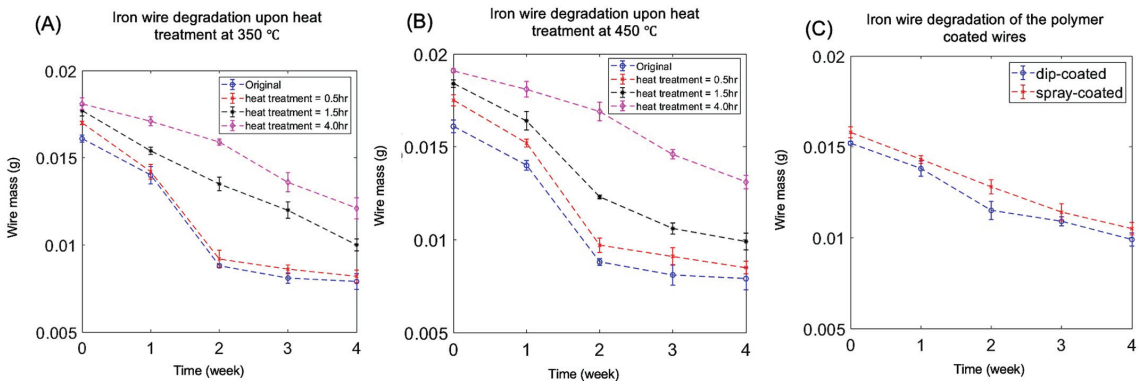 (A)
Iron wire degradation upon heat
treatment at 350 ℃
0.02
0.015
0.01
0.005
Wire mass (g)
Original
heat treatment = 0.5hr
heat treatment = 1.5hr
heat treatment = 4.0hr
0 1 2 3 4
Time (week)
(B)
Iron wire degradation upon heat
treatment at 450 ℃
0.02
0.015
0.01
0.005
Wire mass (g)
Original
heat treatment = 0.5hr
heat treatment = 1.5hr
heat treatment = 4.0hr
0 1 2 3 4
Time (week)
(C)
Iron wire degradation of the polymer
coated wires
0.02
0.015
0.01
0.005
Wire mass (g)
dip-coated
spray-coated
0 1 2 3 4
Time (week)